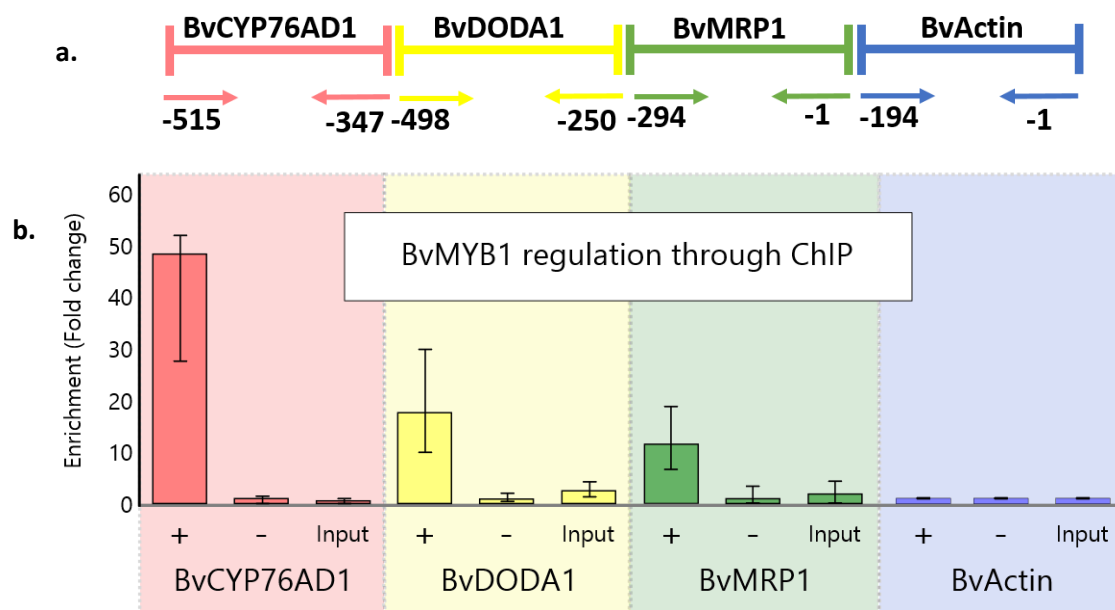 a.
BvCYP76AD1 BvDODA1 BvMRP1 BvActin
-515 -347 -498 -250 -294 -1 -194 -1
b.
BvMYB1 regulation through ChIP
Enrichment (Fold change)
60
50
40
30
20
10
0
+ - Input + - Input + - Input + - Input
BvCYP76AD1 BvDODA1 BvMRP1 BvActin